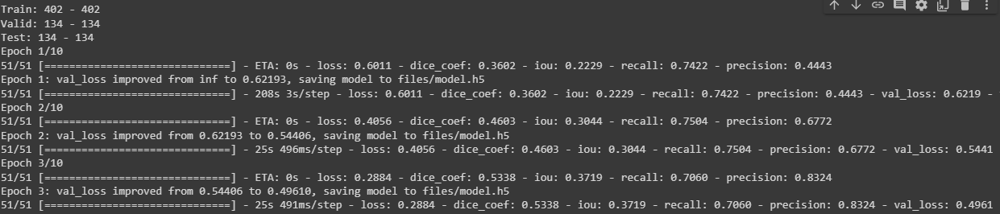 Train: 402 - 402
Valid: 134 - 134
Test: 134 - 134
Epoch 1/10
51/51 [==============================] - ETA: 0s - loss: 0.6011 - dice_coef: 0.3602 - iou: 0.2229 - recall: 0.7422 - precision: 0.4443
Epoch 1: val_loss improved from inf to 0.62193, saving model to files/model.h5
51/51 [==============================] - 208s 3s/step - loss: 0.6011 - dice_coef: 0.3602 - iou: 0.2229 - recall: 0.7422 - precision: 0.4443 - val_loss: 0.6219 -
Epoch 2/10
51/51 [==============================] - ETA: 0s - loss: 0.4056 - dice_coef: 0.4603 - iou: 0.3044 - recall: 0.7504 - precision: 0.6772
Epoch 2: val_loss improved from 0.62193 to 0.54406, saving model to files/model.h5
51/51 [==============================] - 25s 496ms/step - loss: 0.4056 - dice_coef: 0.4603 - iou: 0.3044 - recall: 0.7504 - precision: 0.6772 - val_loss: 0.5441
Epoch 3/10
51/51 [==============================] - ETA: 0s - loss: 0.2884 - dice_coef: 0.5338 - iou: 0.3719 - recall: 0.7060 - precision: 0.8324
Epoch 3: val_loss improved from 0.54406 to 0.49610, saving model to files/model.h5
51/51 [==============================] - 25s 491ms/step - loss: 0.2884 - dice_coef: 0.5338 - iou: 0.3719 - recall: 0.7060 - precision: 0.8324 - val_loss: 0.4961